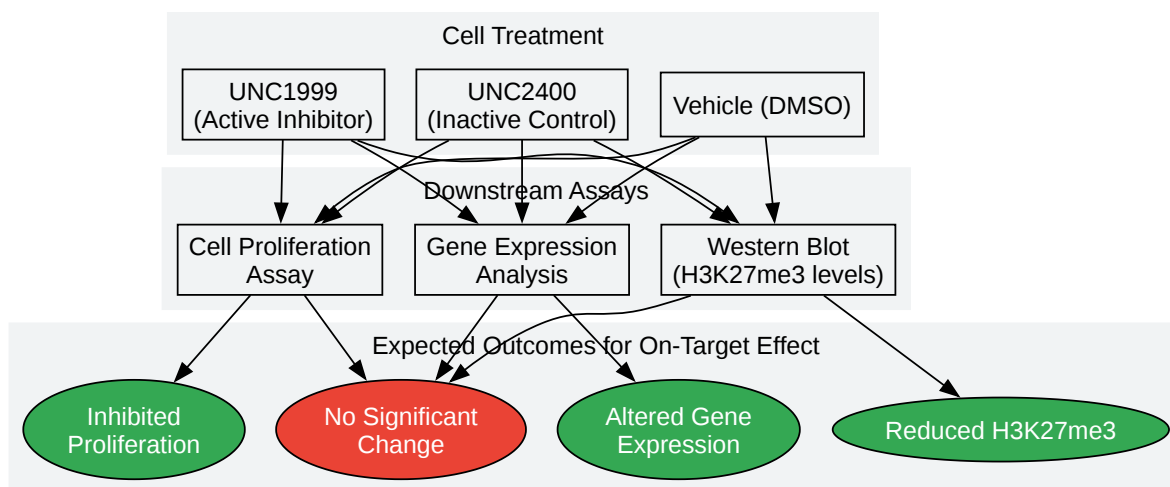 Cell Treatment
UNC1999
(Active Inhibitor)
UNC2400
(Inactive Control)
Vehicle (DMSO)
Downstream Assays
Cell Proliferation
Assay
Gene Expression
Analysis
Western Blot
(H3K27me3 levels)
Expected Outcomes for On-Target Effect
Inhibited
Proliferation
No Significant
Change
Altered Gene
Expression
Reduced H3K27me3